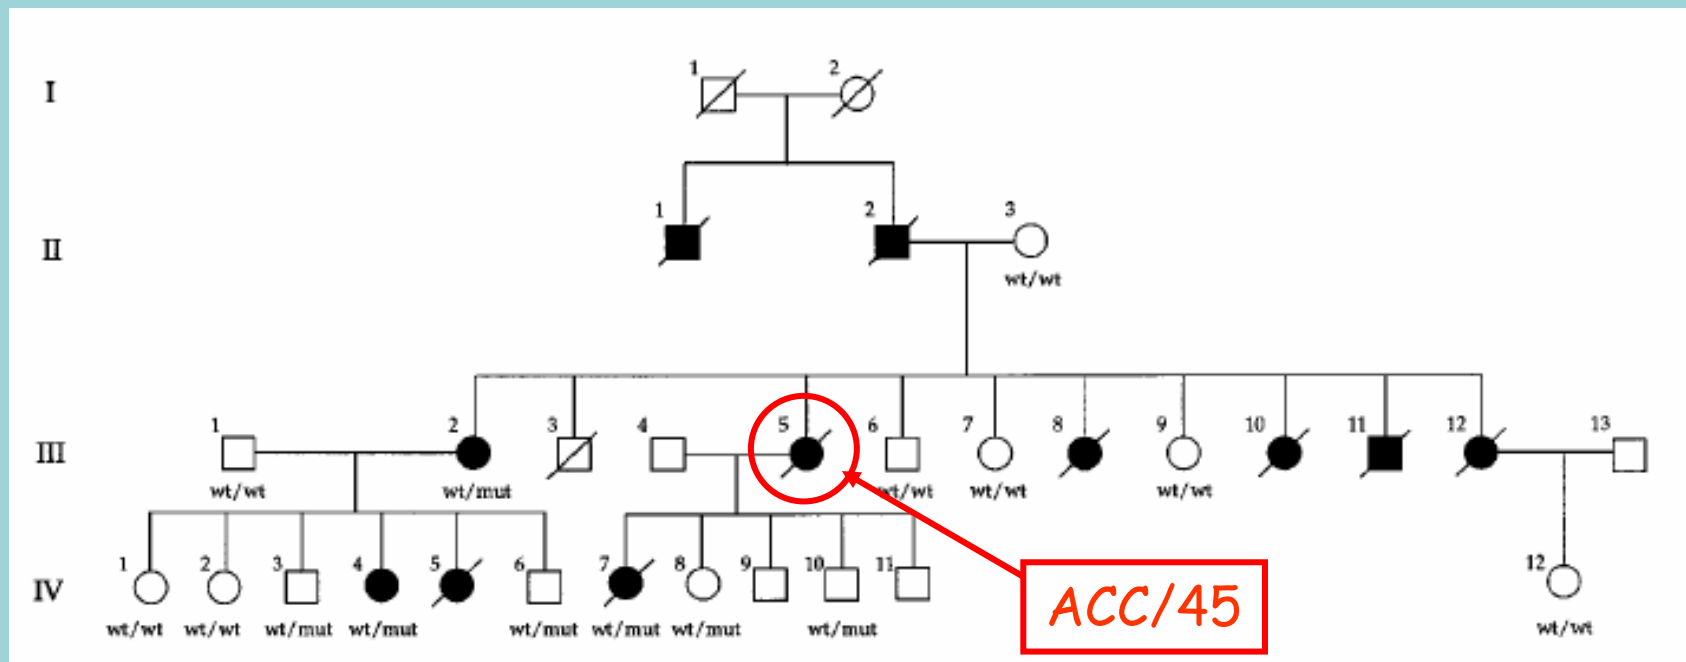 I 1 2
II 1 2 3
wt/wt
III 1 2 3 4 5 6 7 8 9 10 11 12 13
wt/wt wt/mut wt/wt wt/wt wt/wt
IV 1 2 3 4 5 6 7 8 9 10 11 12
wt/wt wt/wt wt/mut wt/mut wt/mut wt/mut wt/mut wt/mut wt/wt
ACC/45